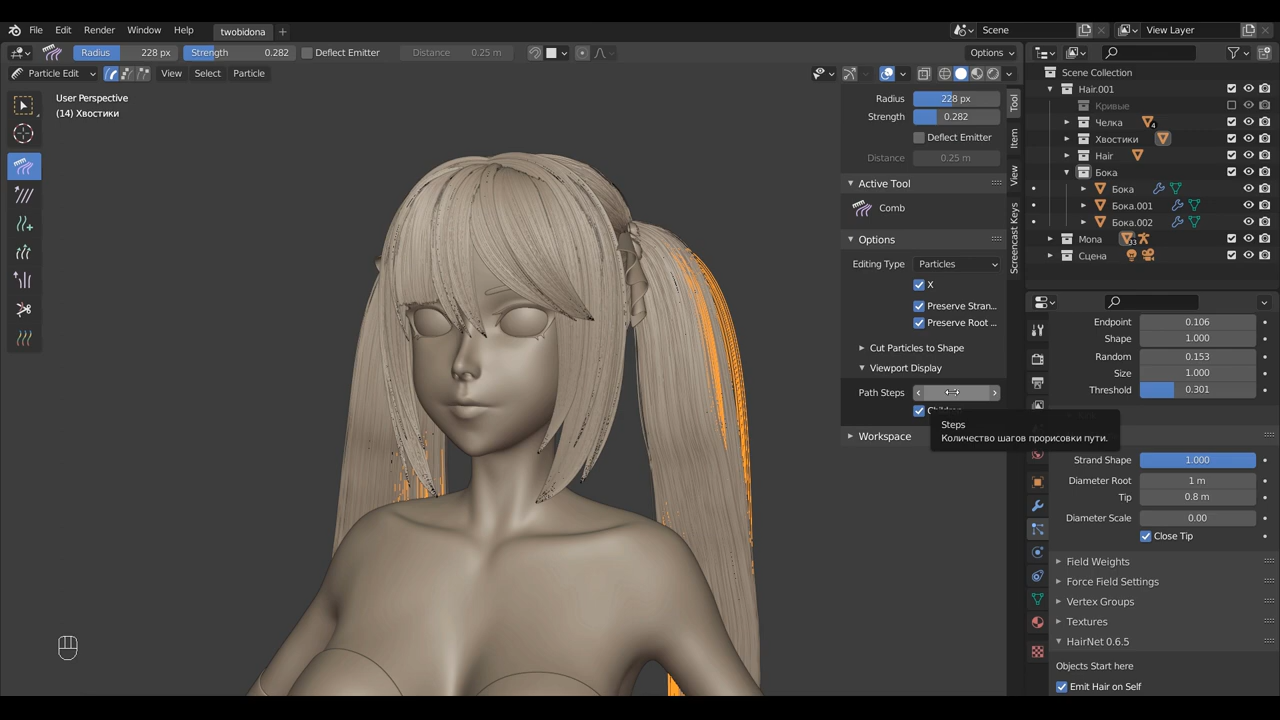 File Edit Render Window Help twobidona + Scene View Layer
Radius 228 px Strength 0.282 Deflect Emitter Distance 0.25 m Options
Particle Edit View Select Particle
User Perspective
(14) Хвостики
Radius 228 px
Strength 0.282
Deflect Emitter
Distance 0.25 m
Active Tool
Comb
Options
Editing Type Particles
X
Preserve Stran...
Preserve Root ...
Cut Particles to Shape
Viewport Display
Path Steps
Steps
Количество шагов прорисовки пути.
Workspace
Tool
Item
View
Screencast Keys
Scene Collection
Hair.001
Кривые
Челка 4
Хвостики
Hair
Бока
Бока
Бока.001
Бока.002
Мона 33
Сцена
Endpoint 0.106
Shape 1.000
Random 0.153
Size 1.000
Threshold 0.301
Strand Shape 1.000
Diameter Root 1 m
Tip 0.8 m
Diameter Scale 0.00
Close Tip
Field Weights
Force Field Settings
Vertex Groups
Textures
HairNet 0.6.5
Objects Start here
Emit Hair on Self